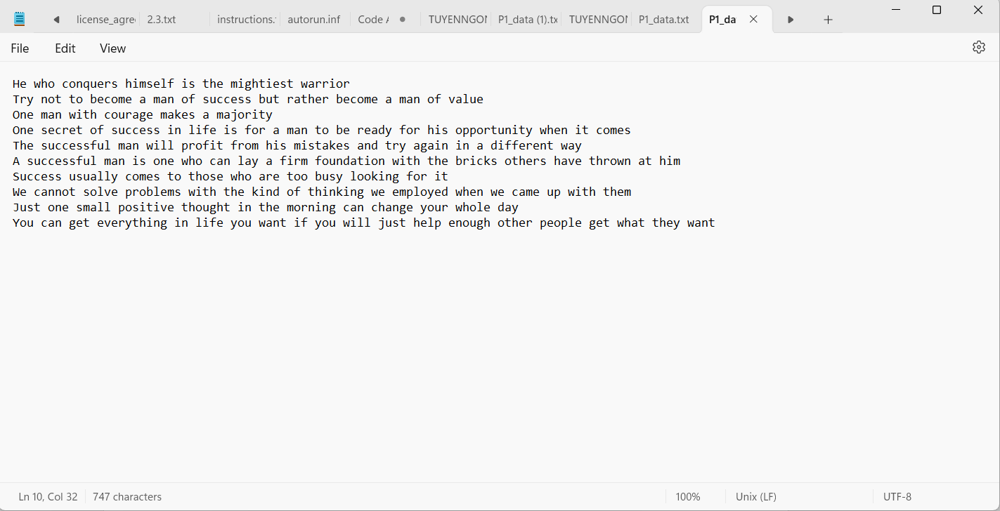 license_agre 2.3.txt instructions. autorun.inf Code TUYENNGO P1_data (1).tx TUYENNGO P1_data.txt P1_da
File Edit View
He who conquers himself is the mightiest warrior
Try not to become a man of success but rather become a man of value
One man with courage makes a majority
One secret of success in life is for a man to be ready for his opportunity when it comes
The successful man will profit from his mistakes and try again in a different way
A successful man is one who can lay a firm foundation with the bricks others have thrown at him
Success usually comes to those who are too busy looking for it
We cannot solve problems with the kind of thinking we employed when we came up with them
Just one small positive thought in the morning can change your whole day
You can get everything in life you want if you will just help enough other people get what they want
Ln 10, Col 32 747 characters 100% Unix (LF) UTF-8